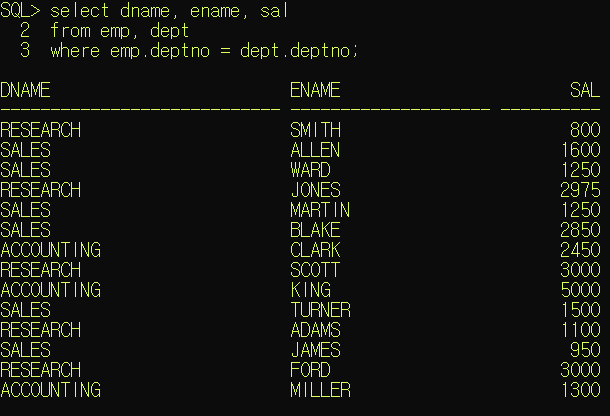 SQL> select dname, ename, sal
2 from emp, dept
3 where emp.deptno = dept.deptno;
DNAME ENAME SAL
---------------------------- -------------------- ----------
RESEARCH SMITH 800
SALES ALLEN 1600
SALES WARD 1250
RESEARCH JONES 2975
SALES MARTIN 1250
SALES BLAKE 2850
ACCOUNTING CLARK 2450
RESEARCH SCOTT 3000
ACCOUNTING KING 5000
SALES TURNER 1500
RESEARCH ADAMS 1100
SALES JAMES 950
RESEARCH FORD 3000
ACCOUNTING MILLER 1300